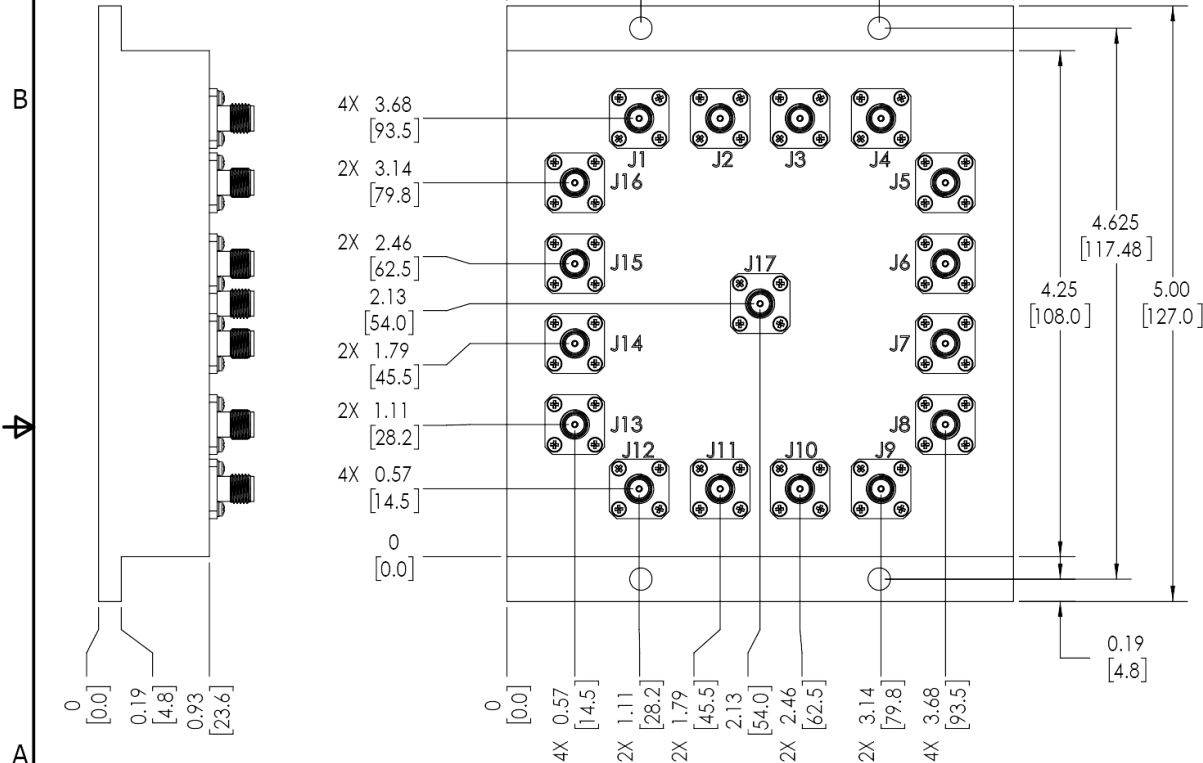 B
4X 3.68
[93.5]
J1 J2 J3 J4
2X 3.14
[79.8]
J16 J5
4.625
[117.48]
2X 2.46
[62.5]
J15 J17 J6
2.13
[54.0]
4.25
[108.0]
5.00
[127.0]
2X 1.79
[45.5]
J14 J7
2X 1.11
[28.2]
J13 J8
J12 J11 J10 J9
4X 0.57
[14.5]
0
[0.0]
0.19
[4.8]
0
[0.0]
0.19
[4.8]
0.93
[23.6]
0
[0.0]
4X 0.57
[14.5]
2X 1.11
[28.2]
2X 1.79
[45.5]
2.13
[54.0]
2X 2.46
[62.5]
2X 3.14
[79.8]
4X 3.68
[93.5]
A